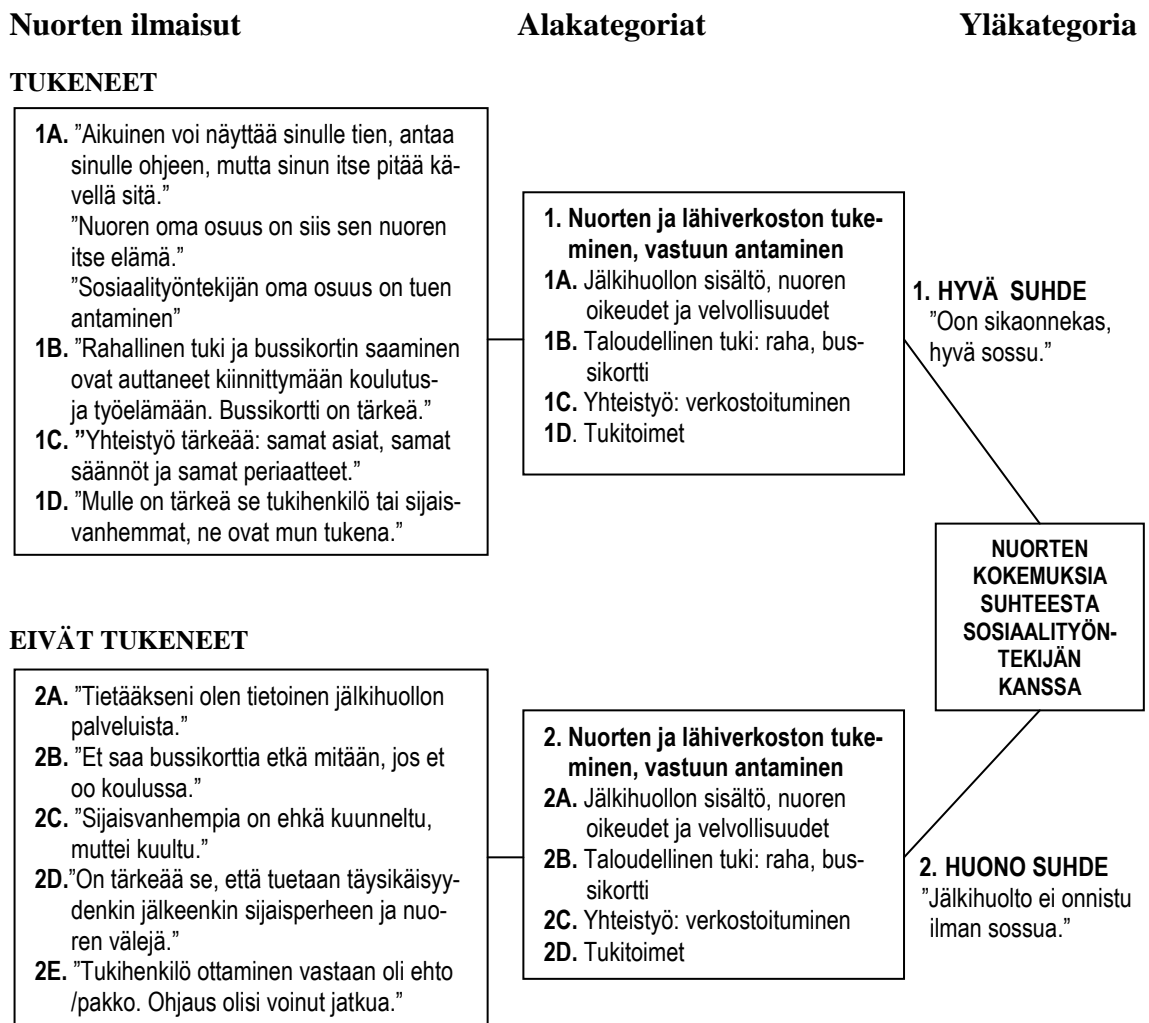 Nuorten ilmaisut
Alakategoriat
Yläkategoria
TUKENEET
1A. ”Aikuinen voi näyttää sinulle tien, antaa
sinulle ohjeen, mutta sinun itse pitää kä-
vellä sitä.”
”Nuoren oma osuus on siis sen nuoren
itse elämä.”
”Sosiaalityöntekijän oma osuus on tuen
antaminen”
1B. ”Rahallinen tuki ja bussikortin saaminen
ovat auttaneet kiinnittymään koulutus-
ja työelämään. Bussikortti on tärkeä.”
1C. ”Yhteistyö tärkeää: samat asiat, samat
säännöt ja samat periaatteet.”
1D. ”Mulle on tärkeä se tukihenkilö tai sijais-
vanhemmat, ne ovat mun tukena.”
1. Nuorten ja lähiverkoston tuke-
minen, vastuun antaminen
1A. Jälkihuollon sisältö, nuoren
oikeudet ja velvollisuudet
1B. Taloudellinen tuki: raha, bus-
sikortti
1C. Yhteistyö: verkostoituminen
1D. Tukitoimet
1. HYVÄ SUHDE
”Oon sikaonnekas,
hyvä sossu.”
NUORTEN
KOKEMUKSIA
SUHTEESTA
SOSIAALITYÖN-
TEKIJÄN
KANSSA
EIVÄT TUKENEET
2A. ”Tietääkseni olen tietoinen jälkihuollon
palveluista.”
2B. ”Et saa bussikorttia etkä mitään, jos et
oo koulussa.”
2C. ”Sijaisvanhempia on ehkä kuunneltu,
muttei kuultu.”
2D.”On tärkeää se, että tuetaan täysikäisyy-
denkin jälkeenkin sijaisperheen ja nuo-
ren välejä.”
2E. ”Tukihenkilö ottaminen vastaan oli ehto
/pakko. Ohjaus olisi voinut jatkua.”
2. Nuorten ja lähiverkoston tuke-
minen, vastuun antaminen
2A. Jälkihuollon sisältö, nuoren
oikeudet ja velvollisuudet
2B. Taloudellinen tuki: raha, bus-
sikortti
2C. Yhteistyö: verkostoituminen
2D. Tukitoimet
2. HUONO SUHDE
”Jälkihuolto ei onnistu
ilman sossua.”